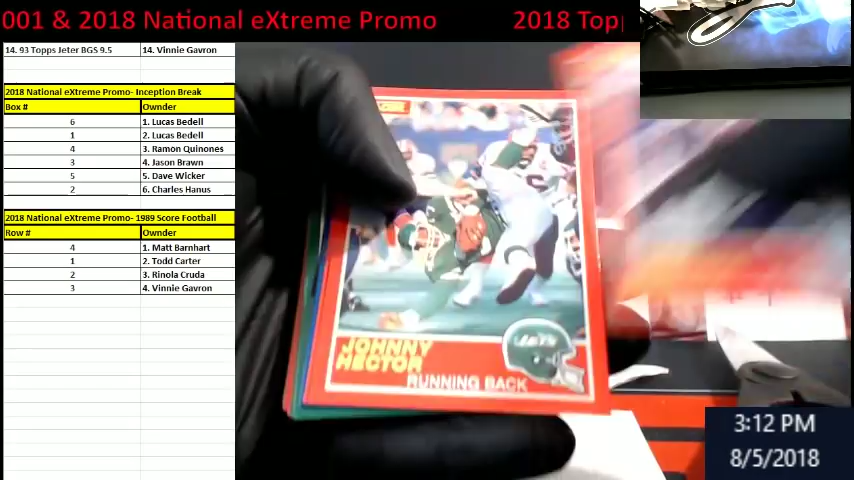 001 & 2018 National eXtreme Promo 2018 Top
14. 93 Topps Jeter BGS 9.5 14. Vinnie Gavron
2018 National eXtreme Promo- Inception Break
Box # Ownder
6 1. Lucas Bedell
1 2. Lucas Bedell
4 3. Ramon Quinones
3 4. Jason Brawn
5 5. Dave Wicker
2 6. Charles Hanus
2018 National eXtreme Promo- 1989 Score Football
Row # Ownder
4 1. Matt Barnhart
1 2. Todd Carter
2 3. Rinola Cruda
3 4. Vinnie Gavron
SCORE
JETS
JOHNNY
HECTOR
RUNNING BACK
3:12 PM
8/5/2018